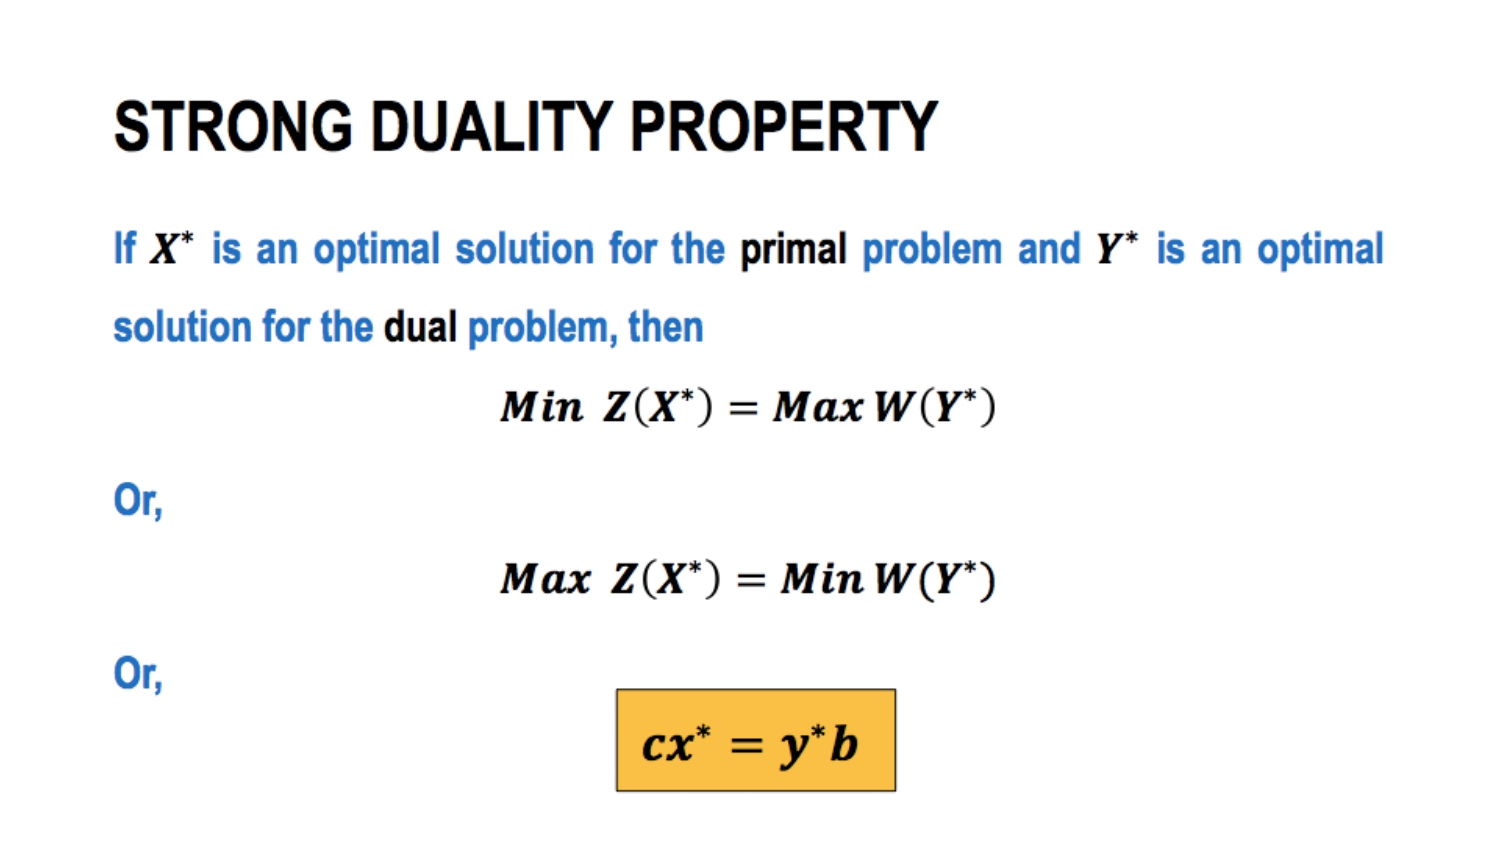 STRONG DUALITY PROPERTY
If X* is an optimal solution for the primal problem and Y* is an optimal
solution for the dual problem, then
Min Z(X*) = Max W(Y*)
Or,
Max Z(X*) = Min W(Y*)
Or,
cx* = y*b